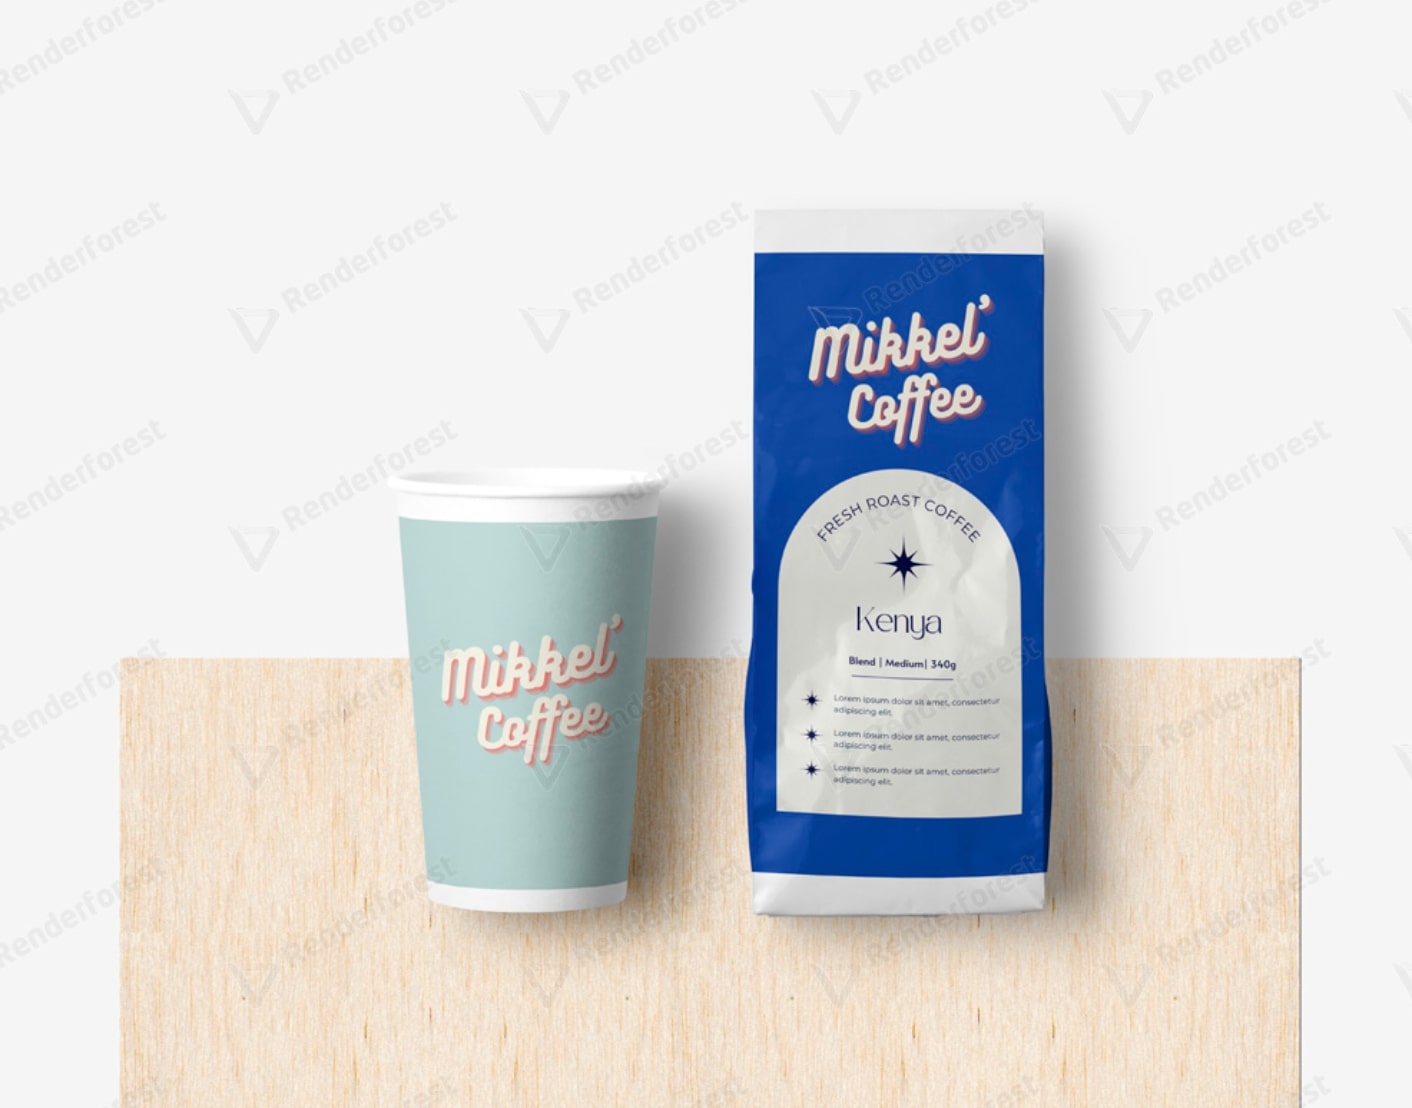 Mikkel'
Coffee
FRESH ROAST COFFEE
Kenya
Blend | Medium| 340g
Lorem ipsum dolor sit amet, consectetur
adipiscing elit.
Lorem ipsum dolor sit amet, consectetur
adipiscing elit.
Lorem ipsum dolor sit amet, consectetur
adipiscing elit.
Mikkel'
Coffee
Renderforest